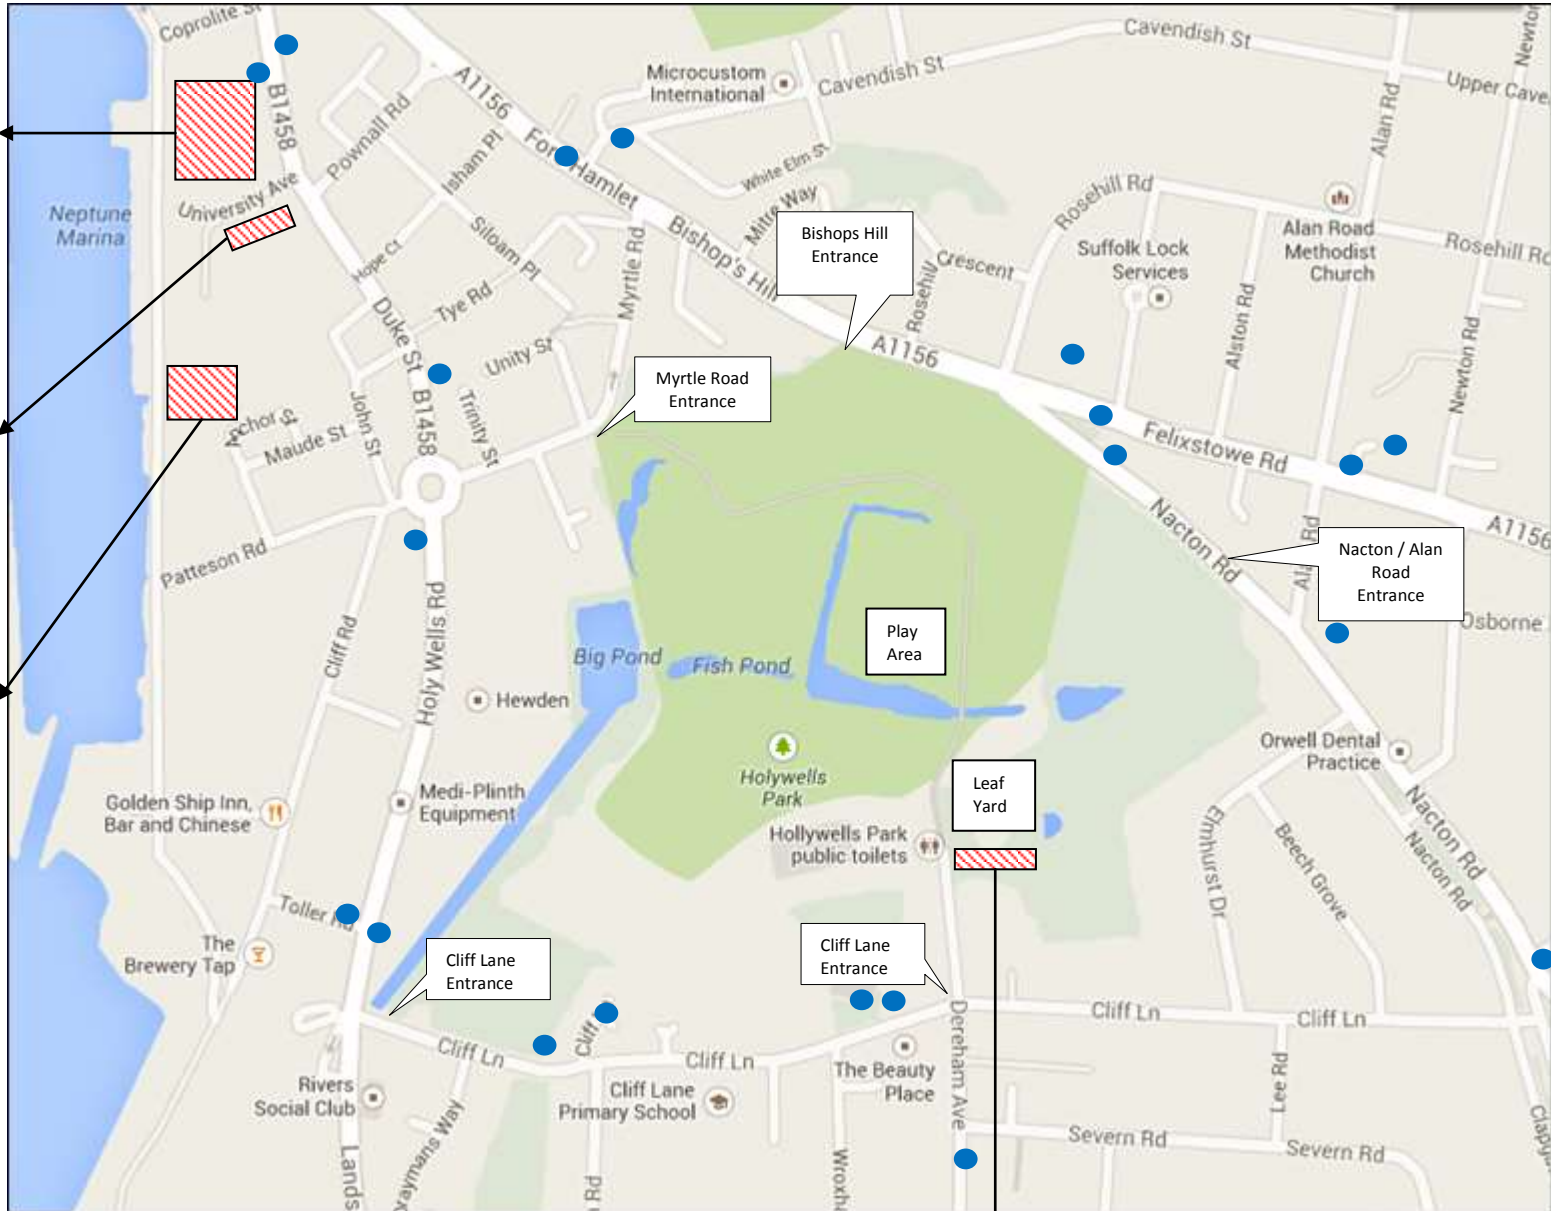 Coprolite St
B1458
A1156
Microcustom
International
Cavendish St
Cavendish St
Upper Cave
Newton
Alan Rd
Pownall Rd
Isham Pl
Fore Hamlet
White Elm St
Mitre Way
Rosehill Rd
Alan Road
Methodist
Church
Rosehill Rd
University Ave
Neptune
Marina
Hope Ct
Siloam Pl
Myrtle Rd
Bishop's Hill
Bishops Hill
Entrance
Rosehill
Crescent
Suffolk Lock
Services
Alston Rd
Newton Rd
Duke St
Tye Rd
Unity St
A1156
B1458
Trinity St
John St
Maude St
Myrtle Road
Entrance
Felixstowe Rd
Nacton Rd
A1156
Patteson Rd
Cliff Rd
Holy Wells Rd
Nacton / Alan
Road
Entrance
Osborne
Play
Area
Big Pond
Fish Pond
Hewden
Holywells
Park
Leaf
Yard
Orwell Dental
Practice
Golden Ship Inn,
Bar and Chinese
Medi-Plinth
Equipment
Hollywells Park
public toilets
Elmhurst Dr
Beech Grove
Nacton Rd
Nacton Rd
Toller Rd
The
Brewery Tap
Cliff Lane
Entrance
Cliff Lane
Entrance
Cliff Ln
Cliff
Cliff Ln
Dereham Ave
Cliff Ln
Cliff Ln
The Beauty
Place
Rivers
Social Club
Cliff Lane
Primary School
Lee Rd
Severn Rd
Severn Rd
Lands
raymans Way
Rd
Wroxh